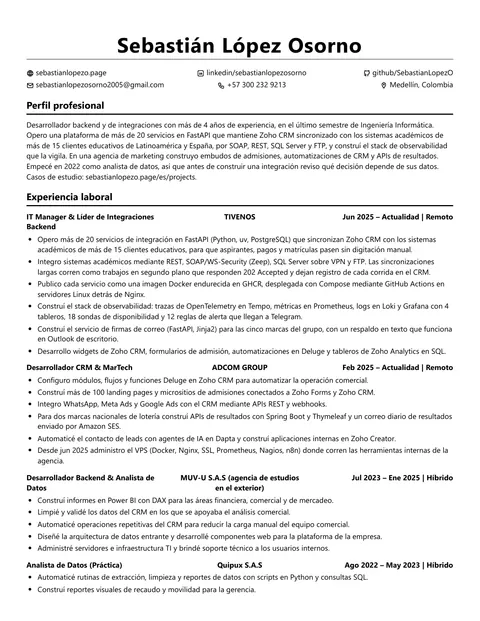 Sebastián López Osorno
sebastianlopezo.page
linkedin/sebastianlopezosorno
github/SebastianLopezO
sebastianlopezosorno2005@gmail.com
+57 300 232 9213
Medellín, Colombia
Perfil profesional
Desarrollador backend y de integraciones con más de 4 años de experiencia, en el último semestre de Ingeniería Informática.
Opero una plataforma de más de 20 servicios en FastAPI que mantiene Zoho CRM sincronizado con los sistemas académicos de
más de 15 clientes educativos de Latinoamérica y España, por SOAP, REST, SQL Server y FTP, y construí el stack de observabilidad
que la vigila. En una agencia de marketing construyo embudos de admisiones, automatizaciones de CRM y APIs de resultados.
Empecé en 2022 como analista de datos, así que antes de construir una integración reviso qué decisión depende de sus datos.
Casos de estudio: sebastianlopezo.page/es/projects.
Experiencia laboral
IT Manager & Líder de Integraciones Backend
TIVENOS
Jun 2025 – Actualidad | Remoto
• Opero más de 20 servicios de integración en FastAPI (Python, uv, PostgreSQL) que sincronizan Zoho CRM con los sistemas
académicos de más de 15 clientes educativos, para que aspirantes, pagos y matrículas pasen sin digitación manual.
• Integro sistemas académicos mediante REST, SOAP/WS-Security (Zeep), SQL Server sobre VPN y FTP. Las sincronizaciones
largas corren como trabajos en segundo plano que responden 202 Accepted y dejan registro de cada corrida en el CRM.
• Publico cada servicio como una imagen Docker endurecida en GHCR, desplegada con Compose mediante GitHub Actions en
servidores Linux detrás de Nginx.
• Construí el stack de observabilidad: trazas de OpenTelemetry en Tempo, métricas en Prometheus, logs en Loki y Grafana con 4
tableros, 18 sondas de disponibilidad y 12 reglas de alerta que llegan a Telegram.
• Construí el servicio de firmas de correo (FastAPI, Jinja2) para las cinco marcas del grupo, con un respaldo en texto que funciona
en Outlook de escritorio.
• Desarrollo widgets de Zoho CRM, formularios de admisión, automatizaciones en Deluge y tableros de Zoho Analytics en SQL.
Desarrollador CRM & MarTech
ADCOM GROUP
Feb 2025 – Actualidad | Remoto
• Configuro módulos, flujos y funciones Deluge en Zoho CRM para automatizar la operación comercial.
• Construí más de 100 landing pages y micrositios de admisiones conectados a Zoho Forms y Zoho CRM.
• Integro WhatsApp, Meta Ads y Google Ads con el CRM mediante APIs REST y webhooks.
• Para dos marcas nacionales de lotería construí APIs de resultados con Spring Boot y Thymeleaf y un correo diario de resultados
enviado por Amazon SES.
• Automaticé el contacto de leads con agentes de IA en Dapta y construí aplicaciones internas en Zoho Creator.
• Desde jun 2025 administro el VPS (Docker, Nginx, SSL, Prometheus, Nagios, n8n) donde corren las herramientas internas de la
agencia.
Desarrollador Backend & Analista de Datos
MUV-U S.A.S (agencia de estudios en el exterior)
Jul 2023 – Ene 2025 | Híbrido
• Construí informes en Power BI con DAX para las áreas financiera, comercial y de mercadeo.
• Limpié y validé los datos del CRM en los que se apoyaba el análisis comercial.
• Automaticé operaciones repetitivas del CRM para reducir la carga manual del equipo comercial.
• Diseñé la arquitectura de datos entrante y desarrollé componentes web para la plataforma de la empresa.
• Administré servidores e infraestructura TI y brindé soporte técnico a los usuarios internos.
Analista de Datos (Práctica)
Quipux S.A.S
Ago 2022 – May 2023 | Híbrido
• Automaticé rutinas de extracción, limpieza y reportes de datos con scripts en Python y consultas SQL.
• Construí reportes visuales de recaudo y movilidad para la gerencia.